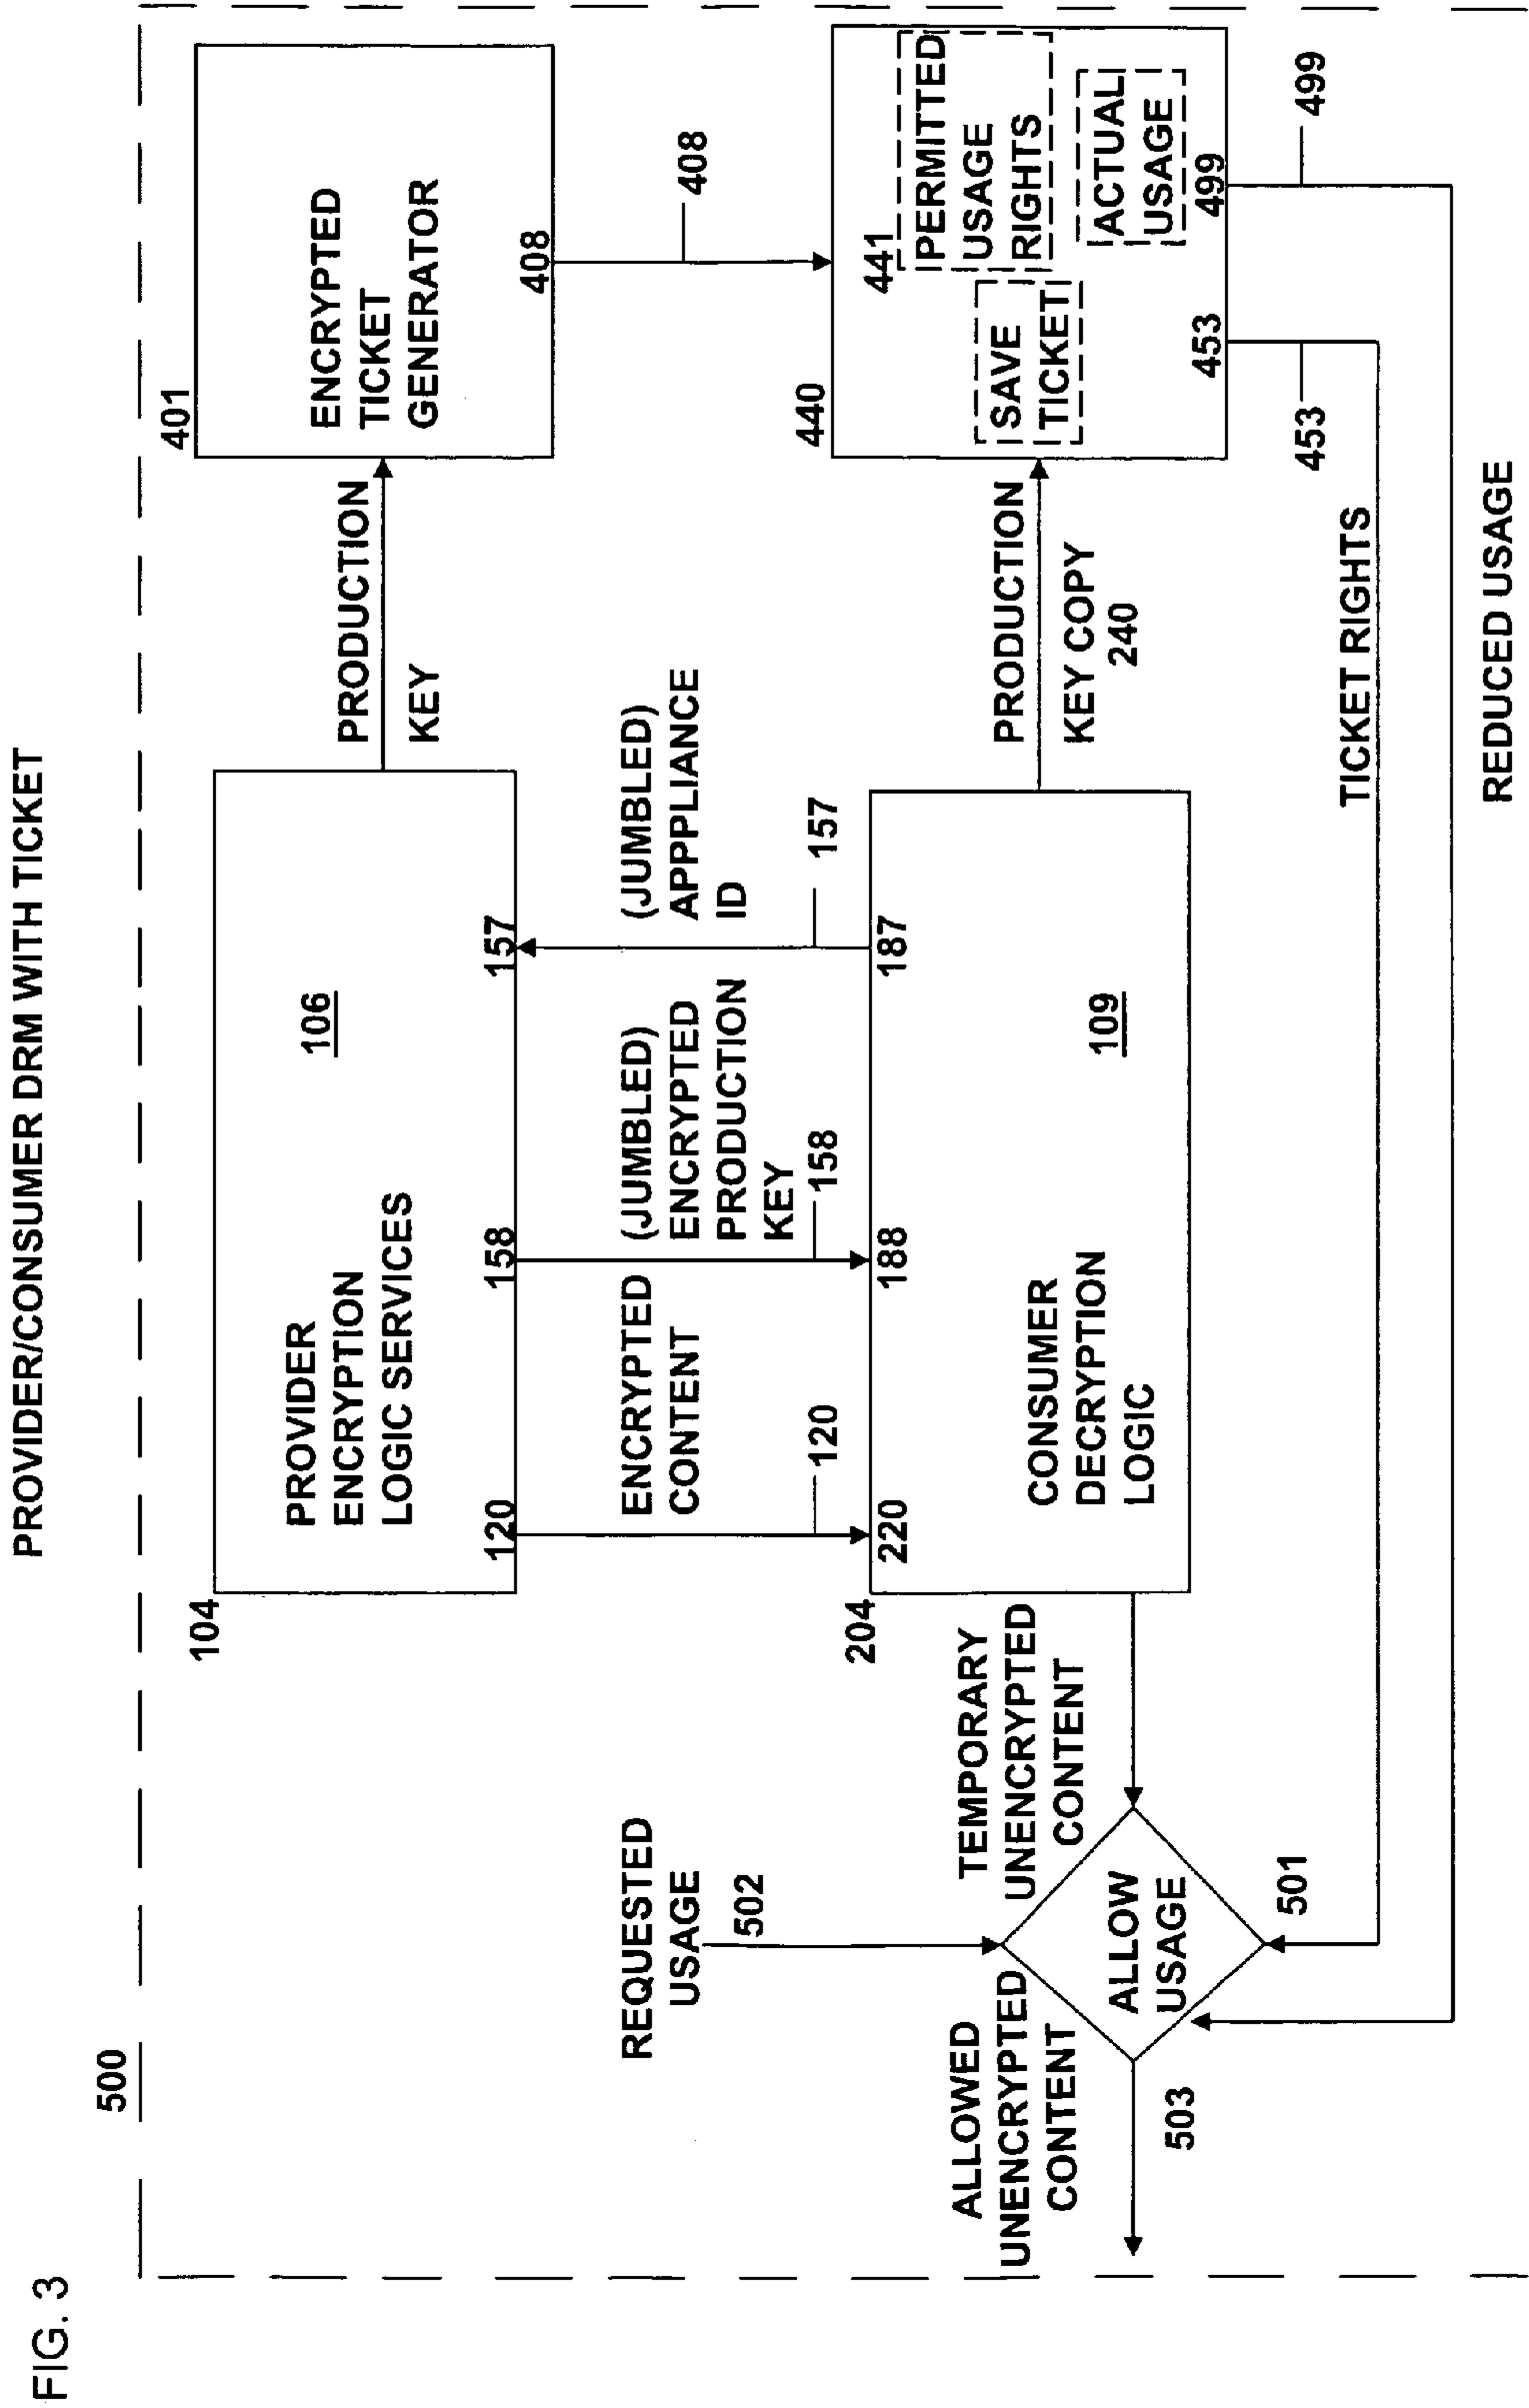 FIG. 3
PROVIDER/CONSUMER DRM WITH TICKET
500
104
PROVIDER
ENCRYPTION
LOGIC SERVICES
106
120
158
157
PRODUCTION
KEY
401
ENCRYPTED
TICKET
GENERATOR
408
408
REQUESTED
USAGE
502
ENCRYPTED
CONTENT
120
(JUMBLED)
ENCRYPTED
PRODUCTION
KEY
158
(JUMBLED)
APPPLIANCE
ID
157
204
220
188
187
CONSUMER
DECRYPTION
LOGIC
109
PRODUCTION
KEY COPY
240
440
441
SAVE
TICKET
PERMITTED
USAGE
RIGHTS
ACTUAL
USAGE
453
499
453
499
TEMPORARY
UNENCRYPTED
CONTENT
ALLOWED
UNENCRYPTED
CONTENT
ALLOW
USAGE
503
501
TICKET RIGHTS
REDUCED USAGE